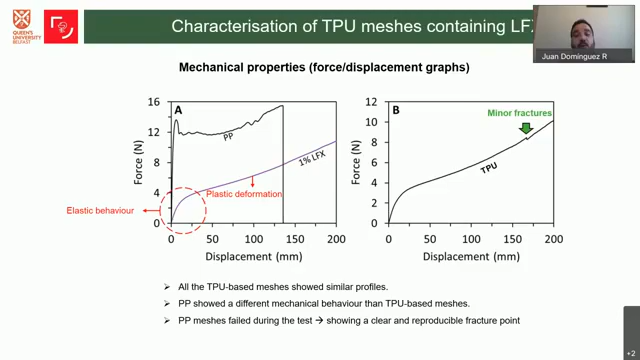 QUEEN'S
UNIVERSITY
BELFAST
Characterisation of TPU meshes containing LFX
Juan Dominguez R
Mechanical properties (force/displacement graphs)
A
PP
1% LFX
Elastic behaviour
Plastic deformation
Force (N)
16
12
8
4
0
0 50 100 150 200
Displacement (mm)
B
Minor fractures
TPU
Force (N)
12
10
8
6
4
2
0
0 50 100 150 200
Displacement (mm)
➤ All the TPU-based meshes showed similar profiles.
➤ PP showed a different mechanical behaviour than TPU-based meshes.
➤ PP meshes failed during the test → showing a clear and reproducible fracture point
+2